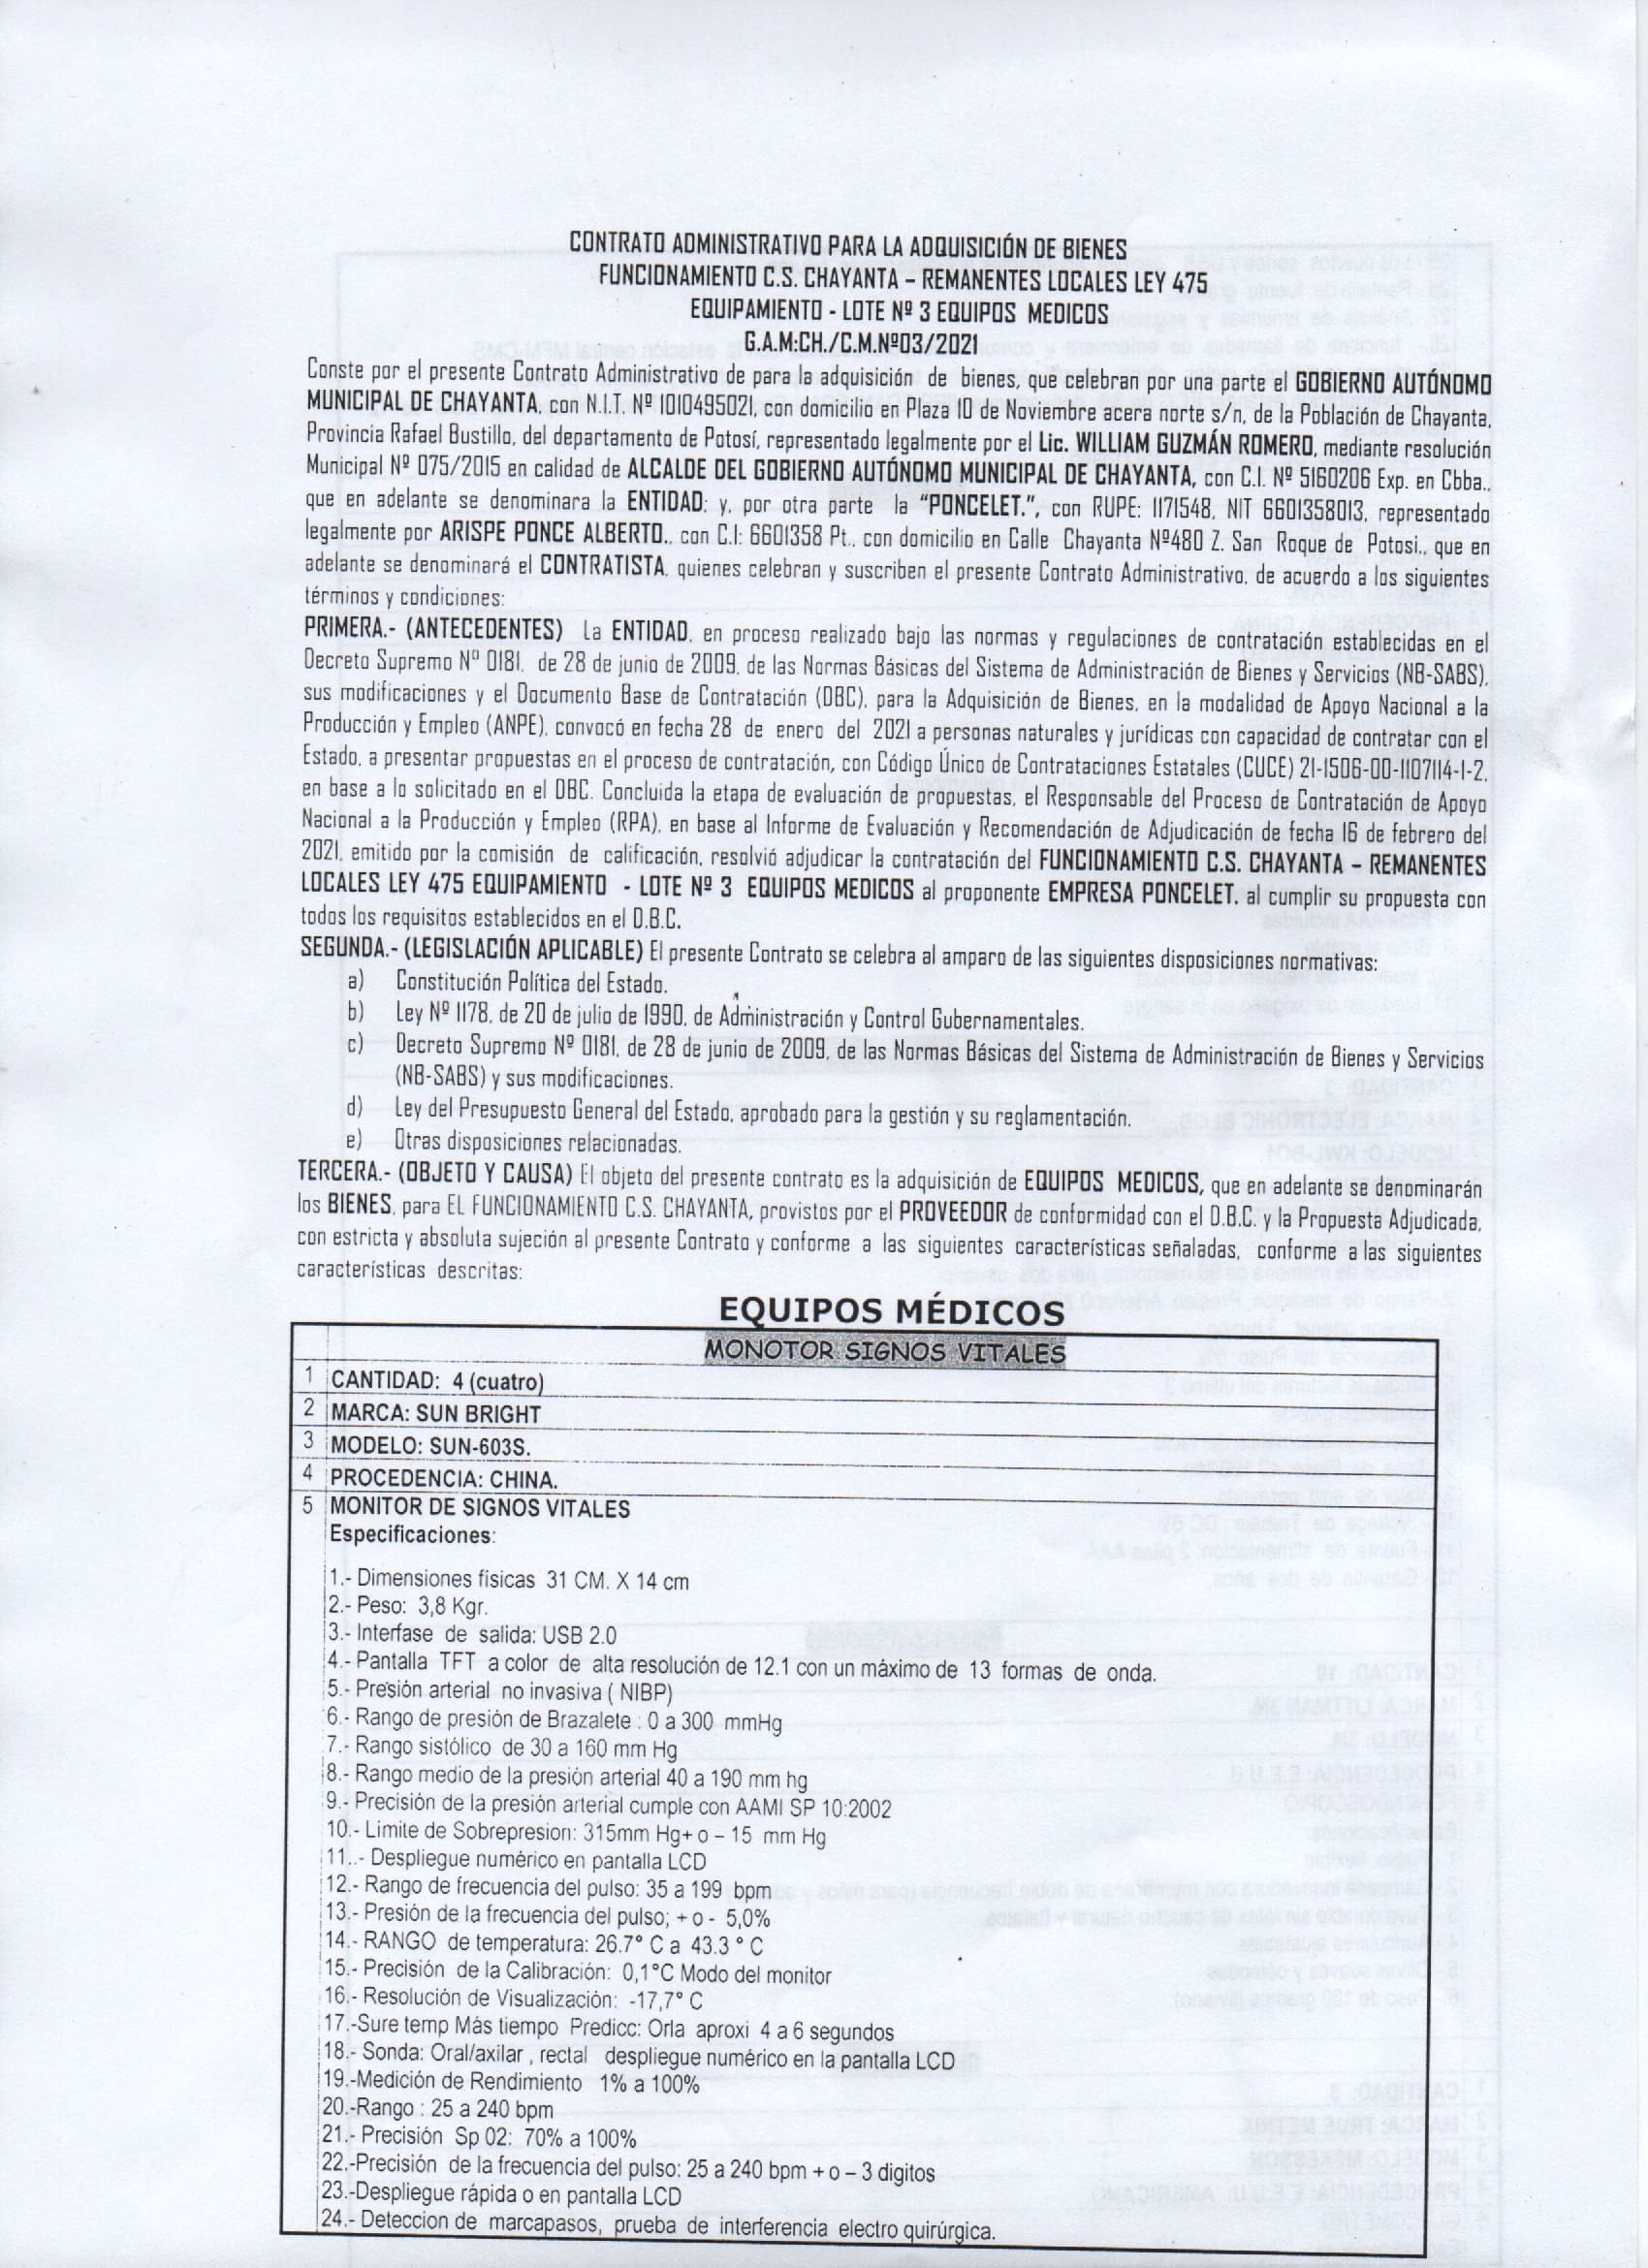 CONTRATO ADMINISTRATIVO PARA LA ADQUISICIÓN DE BIENES
FUNCIONAMIENTO C.S. CHAYANTA – REMANENTES LOCALES LEY 475
EQUIPAMIENTO - LOTE Nº 3 EQUIPOS MEDICOS
G.A.M:CH./C.M.Nº03/2021
Conste por el presente Contrato Administrativo de para la adquisición de bienes, que celebran por una parte el GOBIERNO AUTÓNOMO
MUNICIPAL DE CHAYANTA, con N.I.T. Nº 1010495021, con domicilio en Plaza 10 de Noviembre acera norte s/n, de la Población de Chayanta,
Provincia Rafael Bustillo, del departamento de Potosí, representado legalmente por el Lic. WILLIAM GUZMÁN ROMERO, mediante resolución
Municipal Nº 075/2015 en calidad de ALCALDE DEL GOBIERNO AUTÓNOMO MUNICIPAL DE CHAYANTA, con C.I. Nº 5160206 Exp. en Cbba.,
que en adelante se denominara la ENTIDAD; y, por otra parte la "PONCELET.", con RUPE: 1171548, NIT 6601358013, representado
legalmente por ARISPE PONCE ALBERTO., con C.I: 6601358 Pt., con domicilio en Calle Chayanta Nº480 Z. San Roque de Potosi., que en
adelante se denominará el CONTRATISTA, quienes celebran y suscriben el presente Contrato Administrativo, de acuerdo a los siguientes
términos y condiciones:
PRIMERA.- (ANTECEDENTES) La ENTIDAD, en proceso realizado bajo las normas y regulaciones de contratación establecidas en el
Decreto Supremo N° 0181, de 28 de junio de 2009, de las Normas Básicas del Sistema de Administración de Bienes y Servicios (NB-SABS),
sus modificaciones y el Documento Base de Contratación (DBC), para la Adquisición de Bienes, en la modalidad de Apoyo Nacional a la
Producción y Empleo (ANPE), convocó en fecha 28 de enero del 2021 a personas naturales y jurídicas con capacidad de contratar con el
Estado, a presentar propuestas en el proceso de contratación, con Código Único de Contrataciones Estatales (CUCE) 21-1506-00-1107114-1-2,
en base a lo solicitado en el DBC. Concluida la etapa de evaluación de propuestas, el Responsable del Proceso de Contratación de Apoyo
Nacional a la Producción y Empleo (RPA), en base al Informe de Evaluación y Recomendación de Adjudicación de fecha 16 de febrero del
2021, emitido por la comisión de calificación, resolvió adjudicar la contratación del FUNCIONAMIENTO C.S. CHAYANTA – REMANENTES
LOCALES LEY 475 EQUIPAMIENTO - LOTE Nº 3 EQUIPOS MEDICOS al proponente EMPRESA PONCELET, al cumplir su propuesta con
todos los requisitos establecidos en el D.B.C.
SEGUNDA.- (LEGISLACIÓN APLICABLE) El presente Contrato se celebra al amparo de las siguientes disposiciones normativas:
a) Constitución Política del Estado.
b) Ley Nº 1178, de 20 de julio de 1990, de Administración y Control Gubernamentales.
c) Decreto Supremo Nº 0181, de 28 de junio de 2009, de las Normas Básicas del Sistema de Administración de Bienes y Servicios
(NB-SABS) y sus modificaciones.
d) Ley del Presupuesto General del Estado, aprobado para la gestión y su reglamentación.
e) Otras disposiciones relacionadas.
TERCERA.- (OBJETO Y CAUSA) El objeto del presente contrato es la adquisición de EQUIPOS MEDICOS, que en adelante se denominarán
los BIENES, para EL FUNCIONAMIENTO C.S. CHAYANTA, provistos por el PROVEEDOR de conformidad con el D.B.C. y la Propuesta Adjudicada,
con estricta y absoluta sujeción al presente Contrato y conforme a las siguientes características señaladas, conforme a las siguientes
características descritas:
EQUIPOS MÉDICOS
MONOTOR SIGNOS VITALES
1 CANTIDAD: 4 (cuatro)
2 MARCA: SUN BRIGHT
3 MODELO: SUN-603S.
4 PROCEDENCIA: CHINA.
5 MONITOR DE SIGNOS VITALES
Especificaciones:
1.- Dimensiones físicas 31 CM. X 14 cm
2.- Peso: 3,8 Kgr.
3.- Interfase de salida: USB 2.0
4.- Pantalla TFT a color de alta resolución de 12.1 con un máximo de 13 formas de onda.
5.- Presión arterial no invasiva ( NIBP)
6.- Rango de presión de Brazalete : 0 a 300 mmHg
7.- Rango sistólico de 30 a 160 mm Hg
8.- Rango medio de la presión arterial 40 a 190 mm hg
9.- Precisión de la presión arterial cumple con AAMI SP 10:2002
10.- Limite de Sobrepresion: 315mm Hg+ o – 15 mm Hg
11..- Despliegue numérico en pantalla LCD
12.- Rango de frecuencia del pulso: 35 a 199 bpm
13.- Presión de la frecuencia del pulso; + o - 5,0%
14.- RANGO de temperatura: 26.7° C a 43.3 ° C
15.- Precisión de la Calibración: 0,1°C Modo del monitor
16.- Resolución de Visualización: -17,7° C
17.-Sure temp Más tiempo Predicc: Orla aproxi 4 a 6 segundos
18.- Sonda: Oral/axilar , rectal despliegue numérico en la pantalla LCD
19.-Medición de Rendimiento 1% a 100%
20.-Rango : 25 a 240 bpm
21.- Precisión Sp 02: 70% a 100%
22.-Precisión de la frecuencia del pulso: 25 a 240 bpm + o – 3 digitos
23.-Despliegue rápida o en pantalla LCD
24.- Deteccion de marcapasos, prueba de interferencia electro quirúrgica.